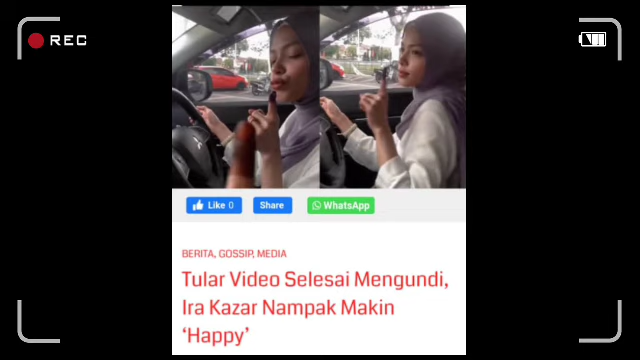 REC
Like 0
Share
WhatsApp
BERITA, GOSSIP, MEDIA
Tular Video Selesai Mengundi,
Ira Kazar Nampak Makin
‘Happy’